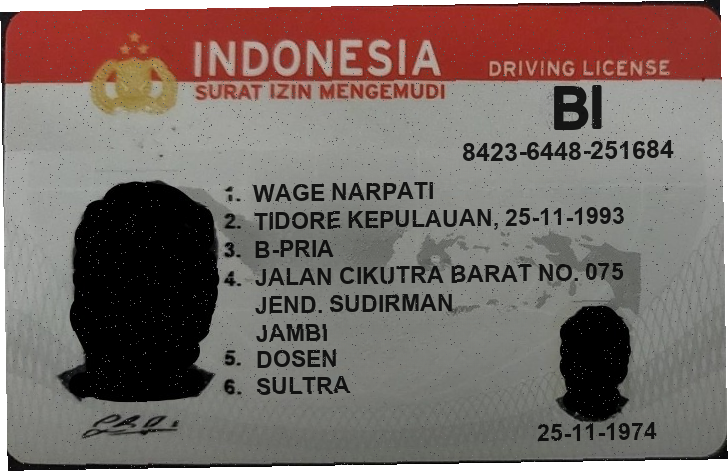 INDONESIA
SURAT IZIN MENGEMUDI
DRIVING LICENSE
BI
8423-6448-251684
1. WAGE NARPATI
2. TIDORE KEPULAUAN, 25-11-1993
3. B-PRIA
4. JALAN CIKUTRA BARAT NO. 075
JEND. SUDIRMAN
JAMBI
5. DOSEN
6. SULTRA
25-11-1974